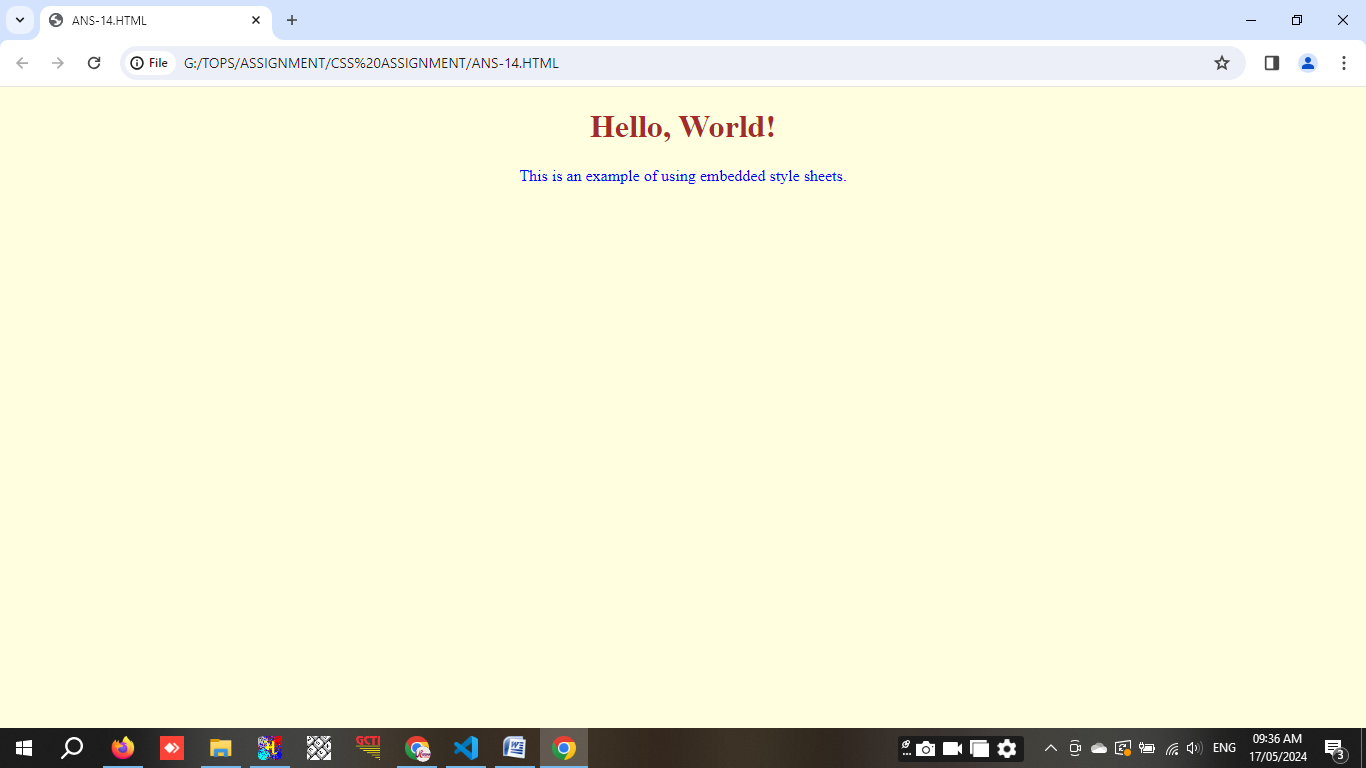 ANS-14.HTML
File G:/TOPS/ASSIGNMENT/CSS%20ASSIGNMENT/ANS-14.HTML
Hello, World!
This is an example of using embedded style sheets.
GCTI
ENG
09:36 AM
17/05/2024
3